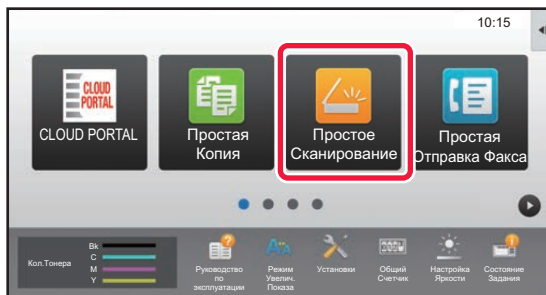 10:15
CLOUD
PORTAL
CLOUD PORTAL
Простая
Копия
Простое
Сканирование
Простая
Отправка Факса
Кол.Тонера
Bk
C
M
Y
Руководство
по
эксплуатации
Режим
Увелич.
Показа
Установки
Общий
Счетчик
Настройка
Яркости
Состояние
Задания